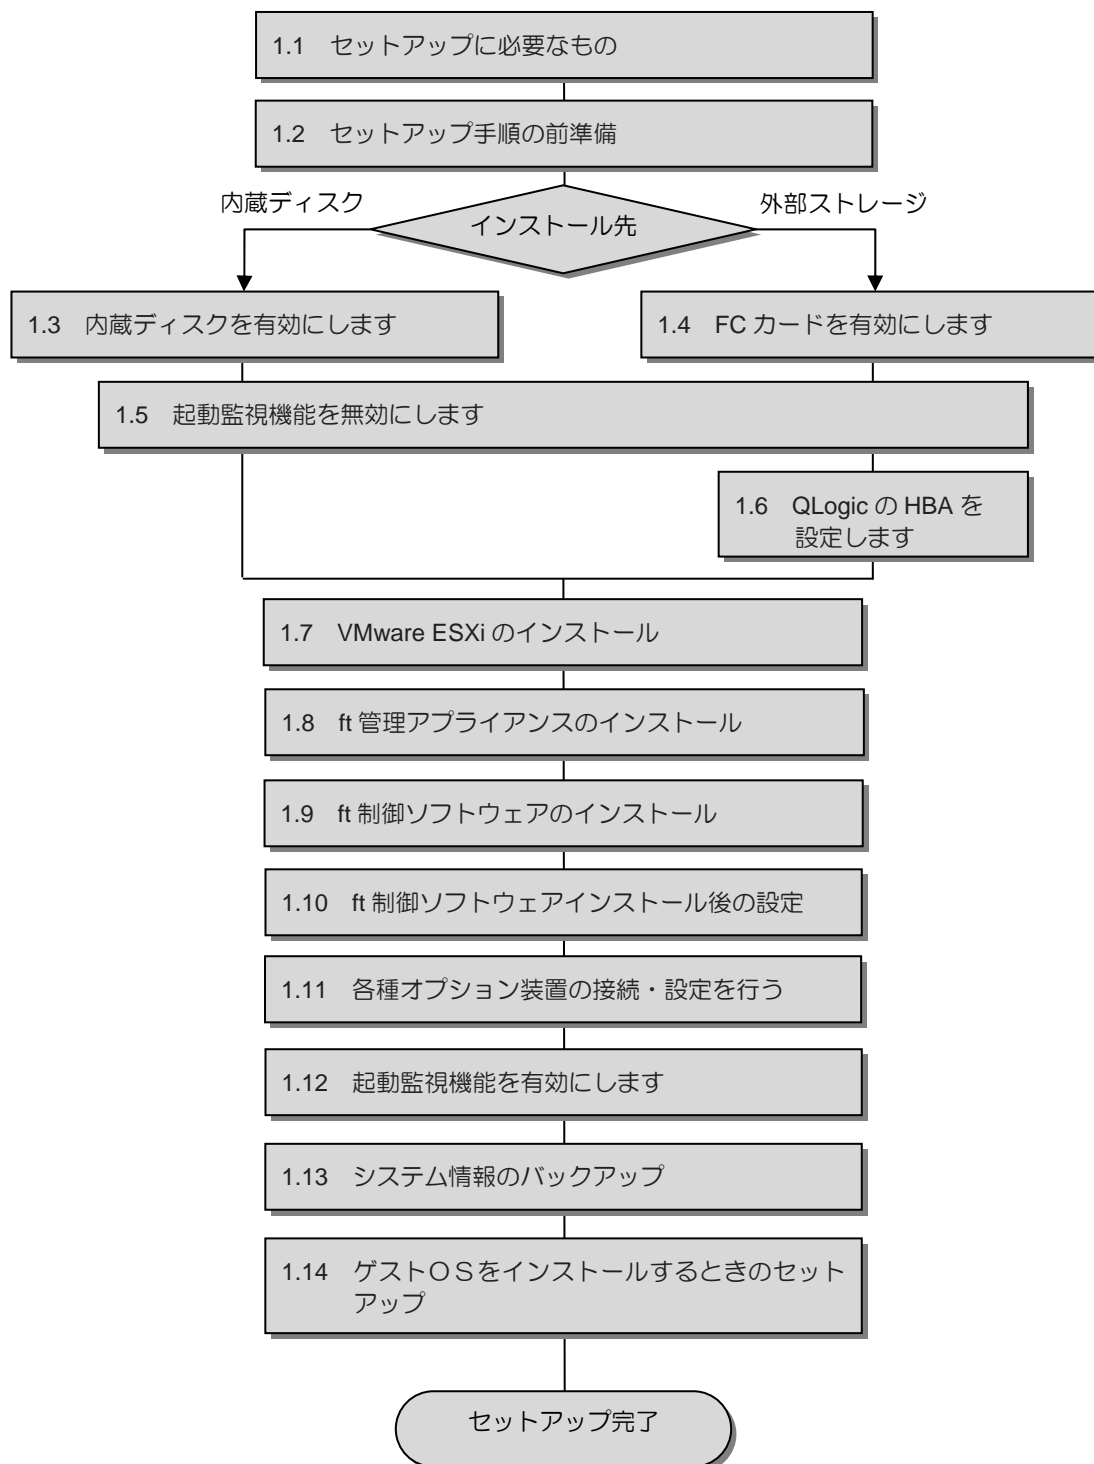 1.1 セットアップに必要なもの
1.2 セットアップ手順の前準備
内蔵ディスク
外部ストレージ
インストール先
1.3 内蔵ディスクを有効にします
1.4 FC カードを有効にします
1.5 起動監視機能を無効にします
1.6 QLogic の HBA を
設定します
1.7 VMware ESXi のインストール
1.8 ft 管理アプライアンスのインストール
1.9 ft 制御ソフトウェアのインストール
1.10 ft 制御ソフトウェアインストール後の設定
1.11 各種オプション装置の接続・設定を行う
1.12 起動監視機能を有効にします
1.13 システム情報のバックアップ
1.14 ゲストＯＳをインストールするときのセット
アップ
セットアップ完了